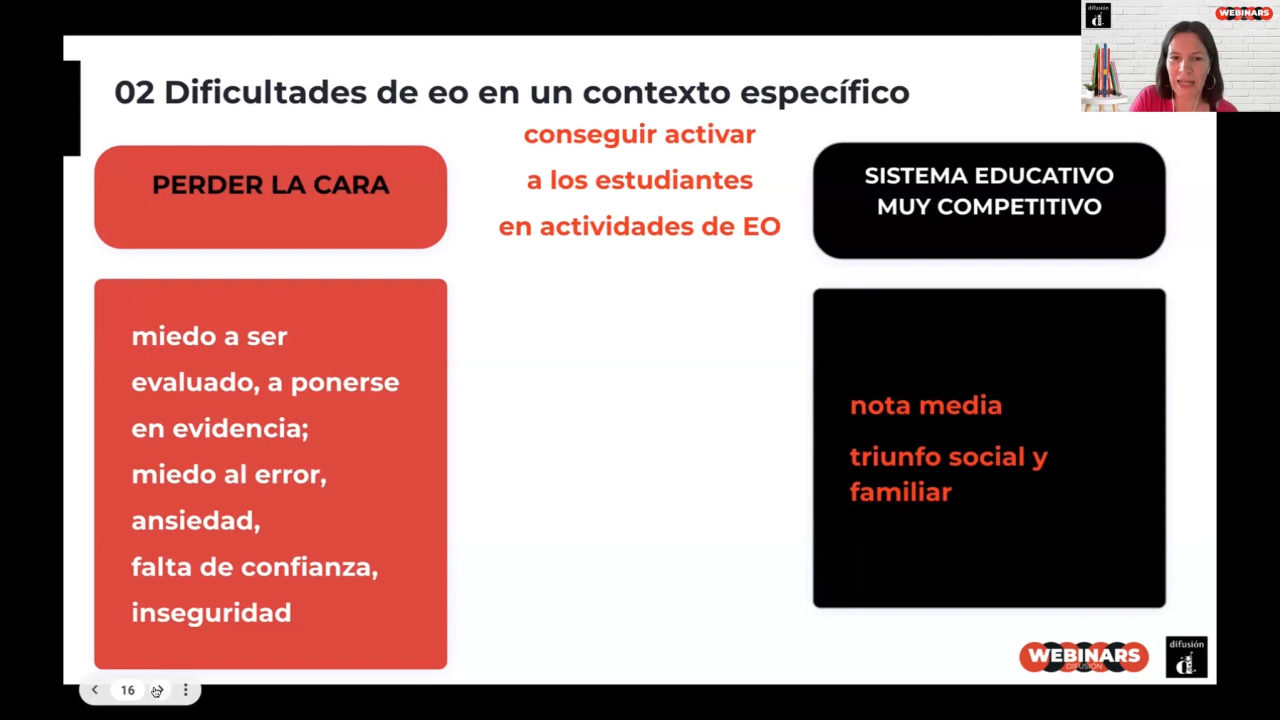 difusión
WEBINARS
02 Dificultades de eo en un contexto específico
PERDER LA CARA
miedo a ser
evaluado, a ponerse
en evidencia;
miedo al error,
ansiedad,
falta de confianza,
inseguridad
conseguir activar
a los estudiantes
en actividades de EO
SISTEMA EDUCATIVO
MUY COMPETITIVO
nota media
triunfo social y
familiar
WEBINARS
DIFUSIÓN
difusión
16